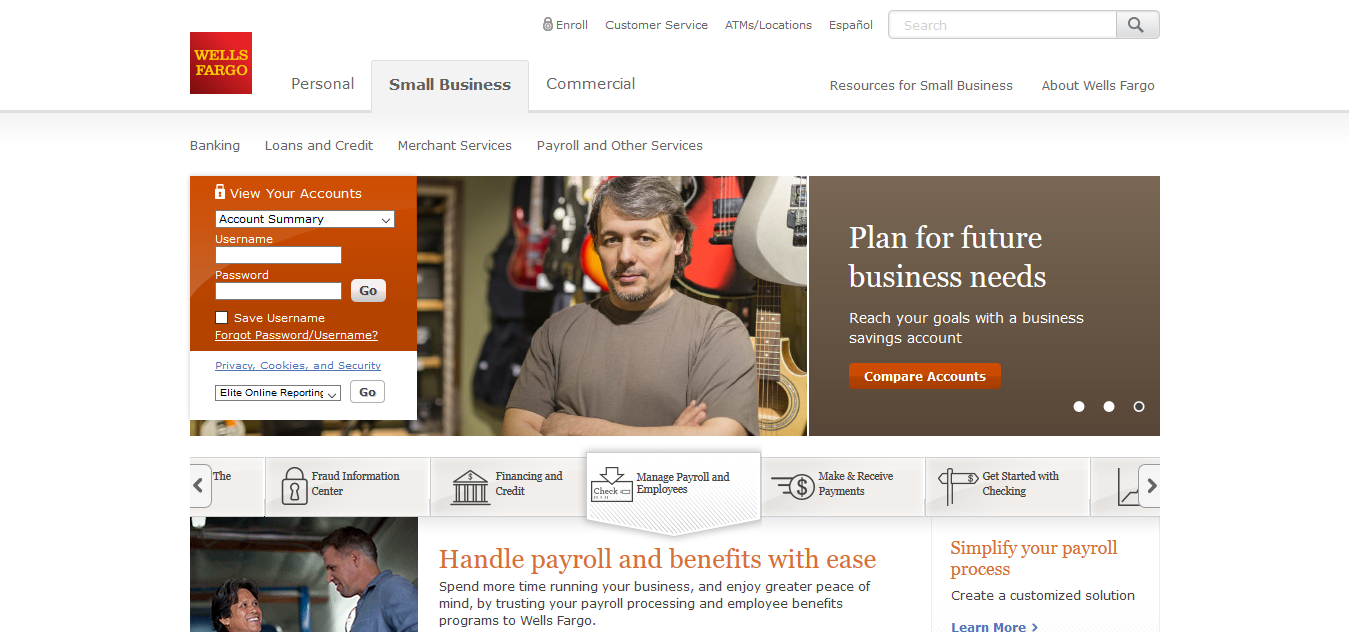 Enroll Customer Service ATMs/Locations Español Search
WELLS
FARGO
Personal Small Business Commercial Resources for Small Business About Wells Fargo
Banking Loans and Credit Merchant Services Payroll and Other Services
View Your Accounts
Account Summary
Username
Password
Go
Save Username
Forgot Password/Username?
Privacy, Cookies, and Security
Elite Online Reporting Go
Plan for future
business needs
Reach your goals with a business
savings account
Compare Accounts
The
Fraud Information
Center
Financing and
Credit
Check
Manage Payroll and
Employees
Make & Receive
Payments
Get Started with
Checking
Handle payroll and benefits with ease
Spend more time running your business, and enjoy greater peace of
mind, by trusting your payroll processing and employee benefits
programs to Wells Fargo.
Simplify your payroll
process
Create a customized solution
Learn More